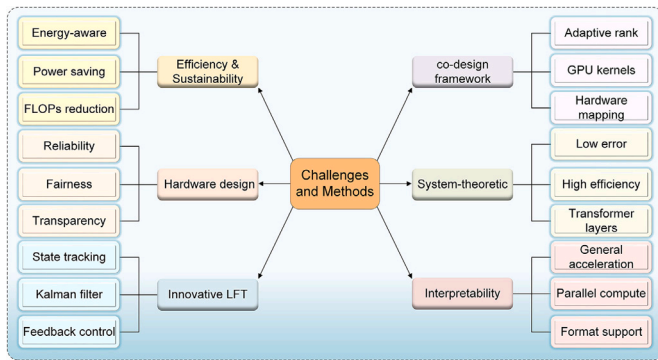 Energy-aware
Power saving
FLOPs reduction
Efficiency &
Sustainability
Reliability
Fairness
Transparency
Hardware design
State tracking
Kalman filter
Feedback control
Innovative LFT
Challenges
and Methods
co-design
framework
Adaptive rank
GPU kernels
Hardware
mapping
System-theoretic
Low error
High efficiency
Transformer
layers
Interpretability
General
acceleration
Parallel compute
Format support